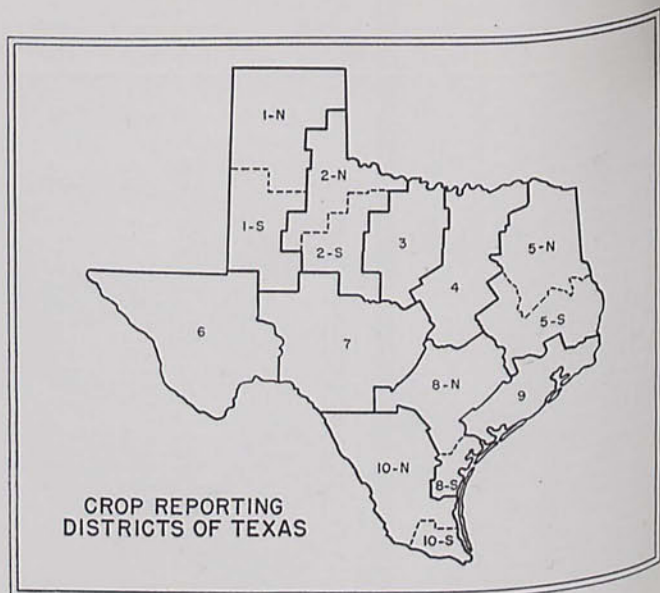 1-N
2-N
1-S
2-S
3
4
5-N
5-S
6
7
8-N
9
10-N
8-S
10-S
CROP REPORTING
DISTRICTS OF TEXAS